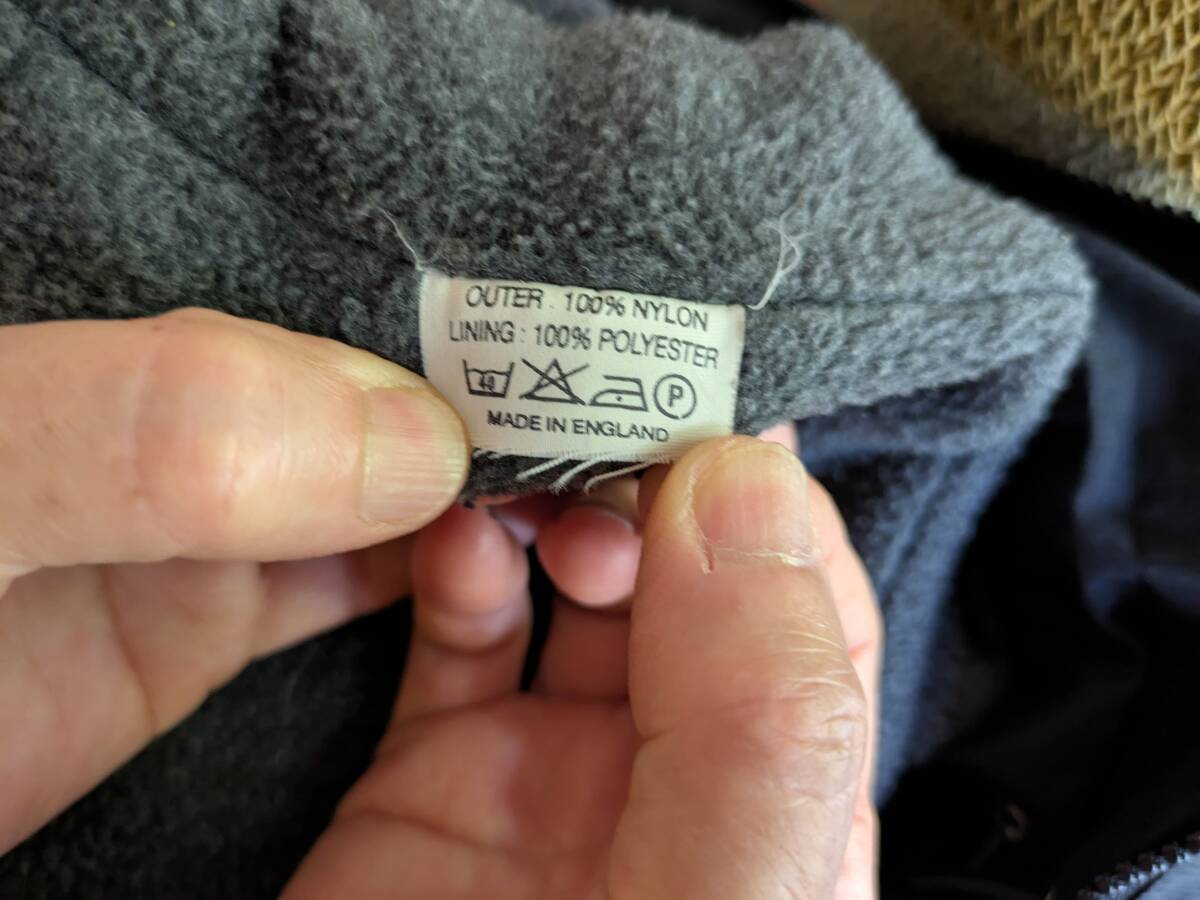 OUTER : 100% NYLON
LINING : 100% POLYESTER
40 P
MADE IN ENGLAND